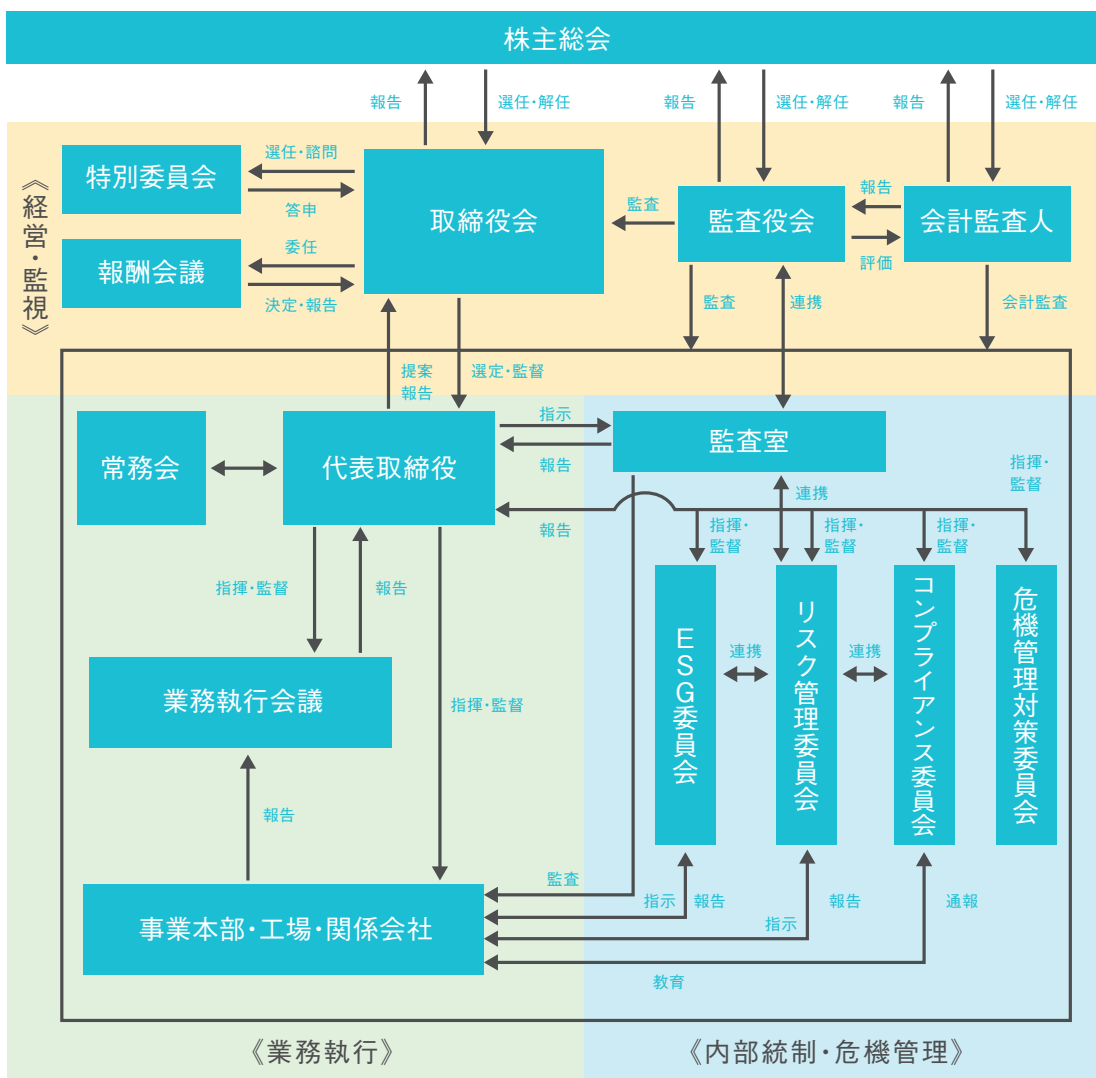 株主総会
報告
選任・解任
報告
選任・解任
報告
選任・解任
《経営・監視》
特別委員会
選任・諮問
答申
報酬会議
委任
決定・報告
取締役会
監査
監査役会
報告
評価
会計監査人
監査
連携
会計監査
提案
報告
選定・監督
常務会
代表取締役
指示
報告
監査室
報告
連携
指揮・
監督
指揮・
監督
指揮・
監督
指揮・
監督
指揮・監督
報告
業務執行会議
指揮・監督
ESG委員会
連携
リスク管理委員会
連携
コンプライアンス委員会
危機管理対策委員会
報告
事業本部・工場・関係会社
監査
指示
報告
指示
報告
教育
通報
《業務執行》
《内部統制・危機管理》